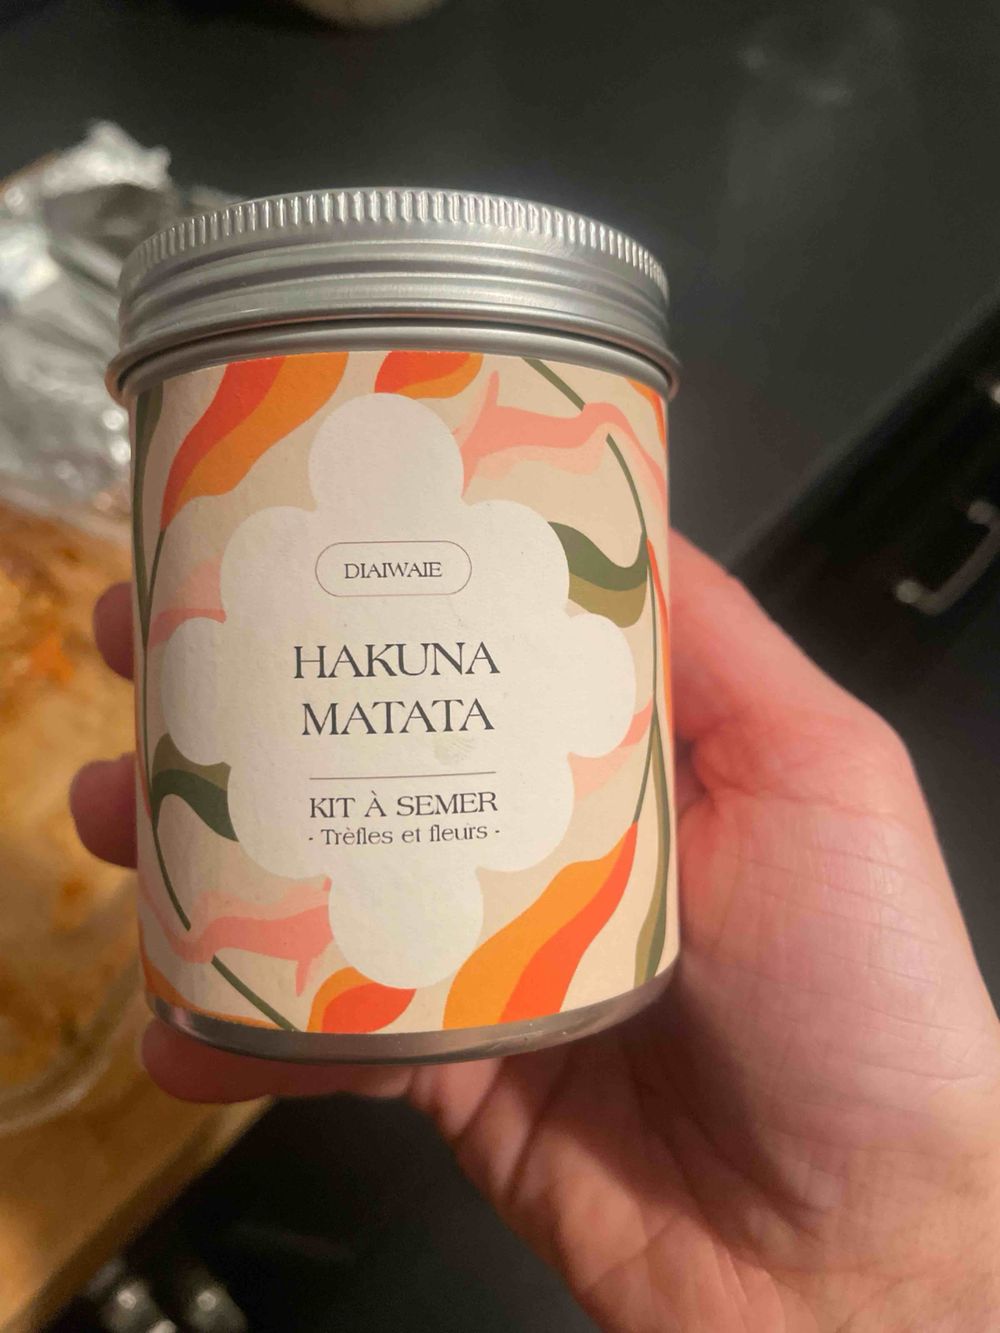 DIAIWAIE
HAKUNA
MATATA
KIT À SEMER
- Trèfles et fleurs -